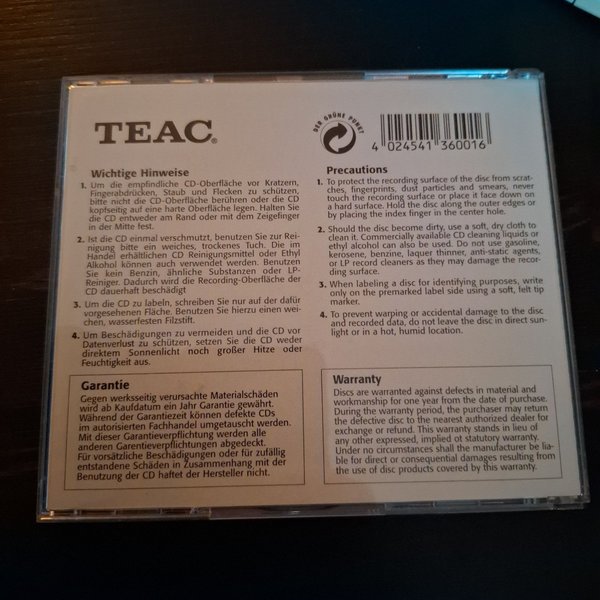 TEAC®
DER GRÜNE PUNKT
4 024541 360016
Wichtige Hinweise
1. Um die empfindliche CD-Oberfläche vor Kratzern,
Fingerabdrücken, Staub und Flecken zu schützen,
bitte nicht die CD-Oberfläche berühren oder die CD
kopfseitig auf eine harte Oberfläche legen. Halten Sie
die CD entweder am Rand oder mit dem Zeigefinger
in der Mitte fest.
2. Ist die CD einmal verschmutzt, benutzen Sie zur Rei-
nigung bitte ein weiches, trockenes Tuch. Die im
Handel erhältlichen CD Reinigungsmittel oder Ethyl
Alkohol können auch verwendet werden. Benutzen
Sie kein Benzin, ähnliche Substanzen oder LP-
Reiniger. Dadurch wird die Recording-Oberfläche der
CD dauerhaft beschädig
3. Um die CD zu labeln, schreiben Sie nur auf der dafür
vorgesehenen Fläche. Benutzen Sie hierzu einen wei-
chen, wasserfesten Filzstift.
4. Um Beschädigungen zu vermeiden und die CD vor
Datenverlust zu schützen, setzen Sie die CD weder
direktem Sonnenlicht noch großer Hitze oder
Feuchtigkeit aus.
Garantie
Gegen werksseitig verursachte Materialschäden
wird ab Kaufdatum ein Jahr Garantie gewährt.
Während der Garantiezeit können defekte CDs
im autorisierten Fachhandel umgetauscht werden.
Mit dieser Garantieverpflichtung werden alle
anderen Garentieverpflichtungen abgedeckt.
Für vorsätzliche Beschädigungen oder für zufällig
entstandene Schäden in Zusammenhang mit der
Benutzung der CD haftet der Hersteller nicht.
Precautions
1. To protect the recording surface of the disc from scrat-
ches, fingerprints, dust particles and smears, never
touch the recording surface or place it face down on
a hard surface. Hold the disc along the outer edges or
by placing the index finger in the center hole.
2. Should the disc become dirty, use a soft, dry cloth to
clean it. Commercially available CD cleaning liquids or
ethyl alcohol can also be used. Do not use gasoline,
kerosene, benzine, laquer thinner, anti-static agents,
or LP record cleaners as they may damage the recor-
ding surface.
3. When labeling a disc for identifying purposes, write
only on the premarked label side using a soft, felt tip
marker.
4. To prevent warping or accidental damage to the disc
and recorded data, do not leave the disc in direct sun-
light or in a hot, humid location.
Warranty
Discs are warranted against defects in material and
workmanship for one year from the date of purchase.
During the warranty period, the purchaser may return
the defective disc to the nearest authorized dealer for
exchange or refund. This warranty stands in lieu of
any other expressed, implied ot statutory warranty.
Under no circumstances shall the manufacturer be lia-
ble for direct or consequential damages resulting from
the use of disc products covered by this warranty.